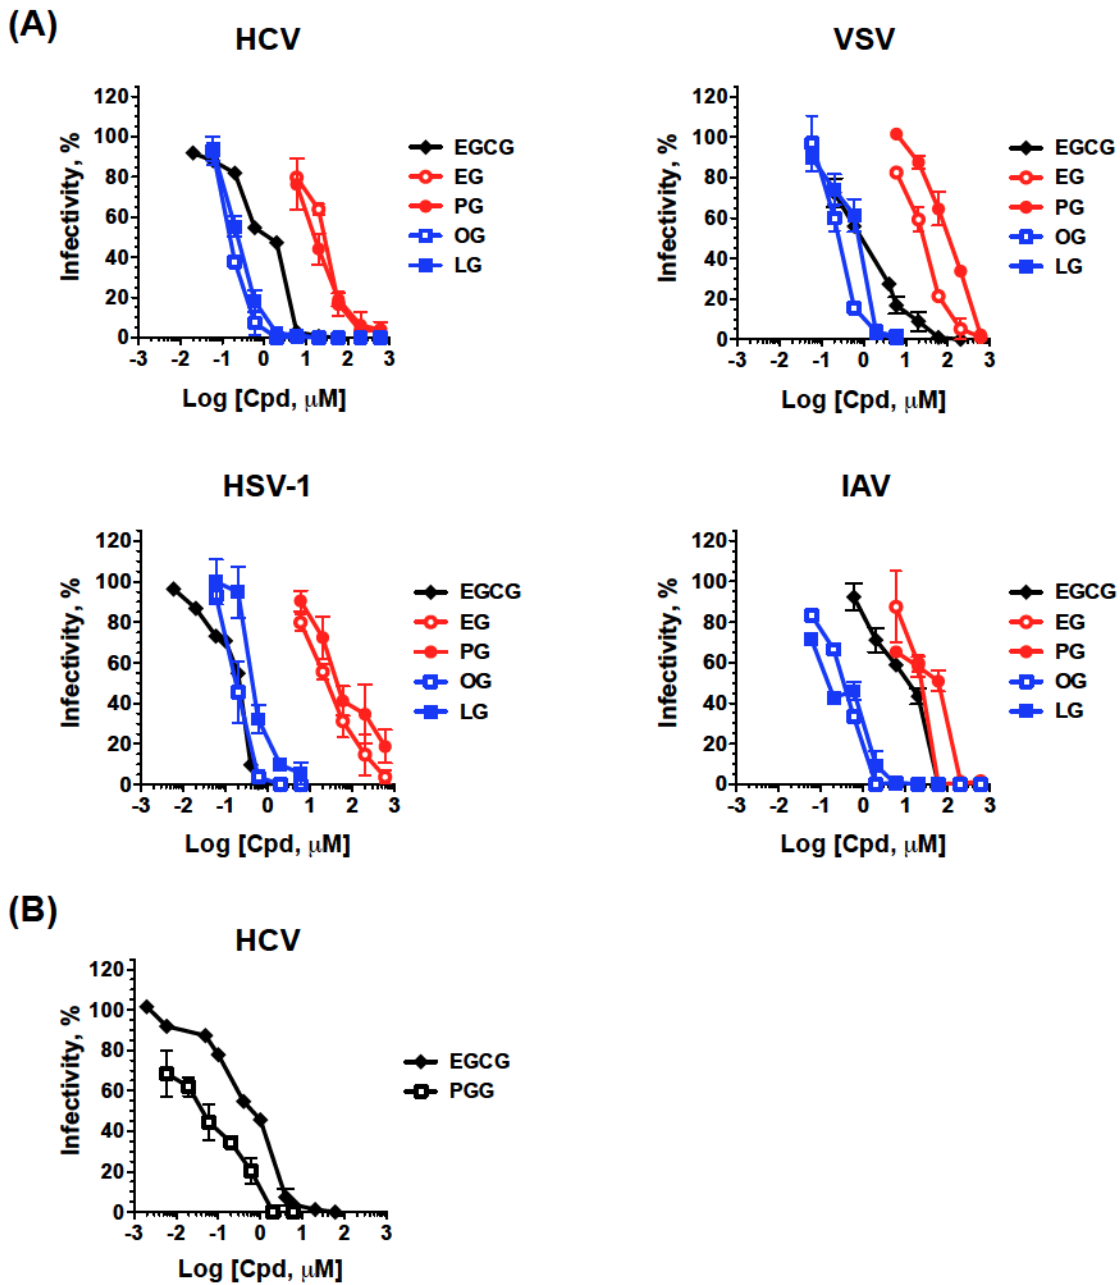 (A)
HCV
120
100
80
60
40
20
0
-3 -2 -1 0 1 2 3
Infectivity, %
Log [Cpd, μM]
EGCG
EG
PG
OG
LG
VSV
120
100
80
60
40
20
0
-3 -2 -1 0 1 2 3
Infectivity, %
Log [Cpd, μM]
EGCG
EG
PG
OG
LG
HSV-1
120
100
80
60
40
20
0
-3 -2 -1 0 1 2 3
Infectivity, %
Log [Cpd, μM]
EGCG
EG
PG
OG
LG
IAV
120
100
80
60
40
20
0
-3 -2 -1 0 1 2 3
Infectivity, %
Log [Cpd, μM]
EGCG
EG
PG
OG
LG
(B)
HCV
120
100
80
60
40
20
0
-3 -2 -1 0 1 2 3
Infectivity, %
Log [Cpd, μM]
EGCG
PGG